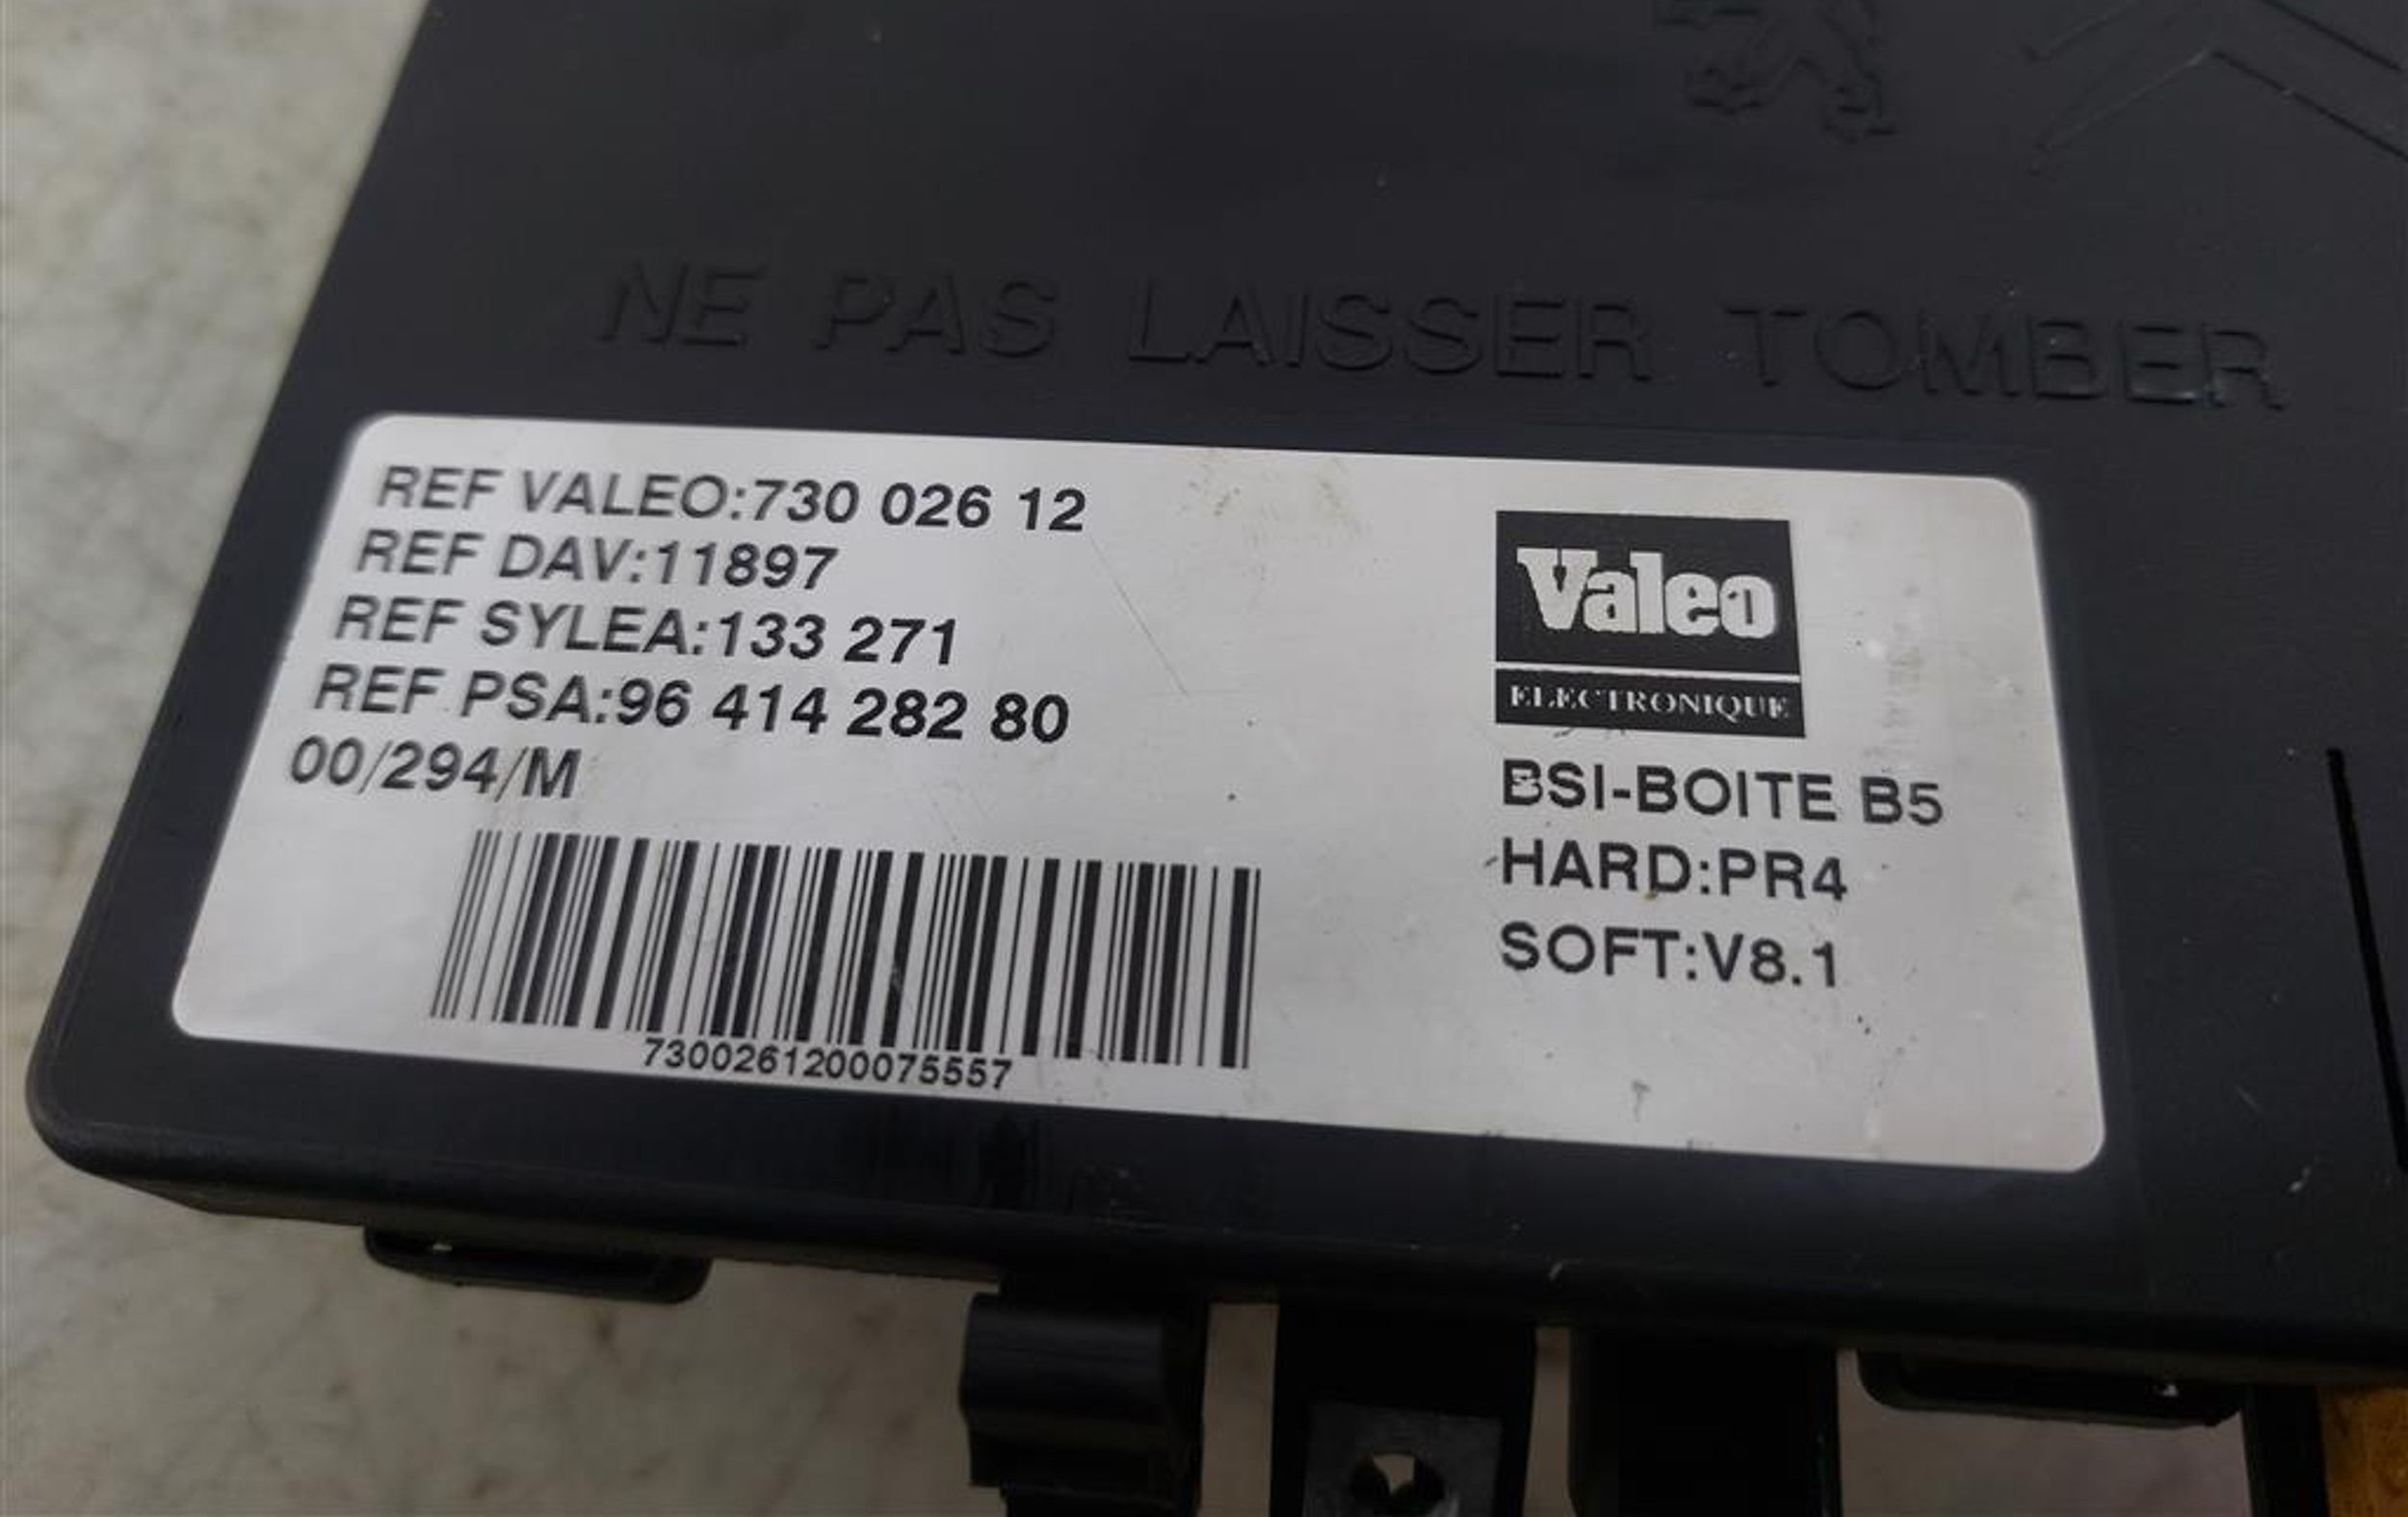 NE PAS LAISSER TOMBER
REF VALEO:730 026 12
REF DAV:11897
REF SYLEA:133 271
REF PSA:96 414 282 80
00/294/M
7300261200075557
Valeo
ELECTRONIQUE
BSI-BOITE B5
HARD:PR4
SOFT:V8.1